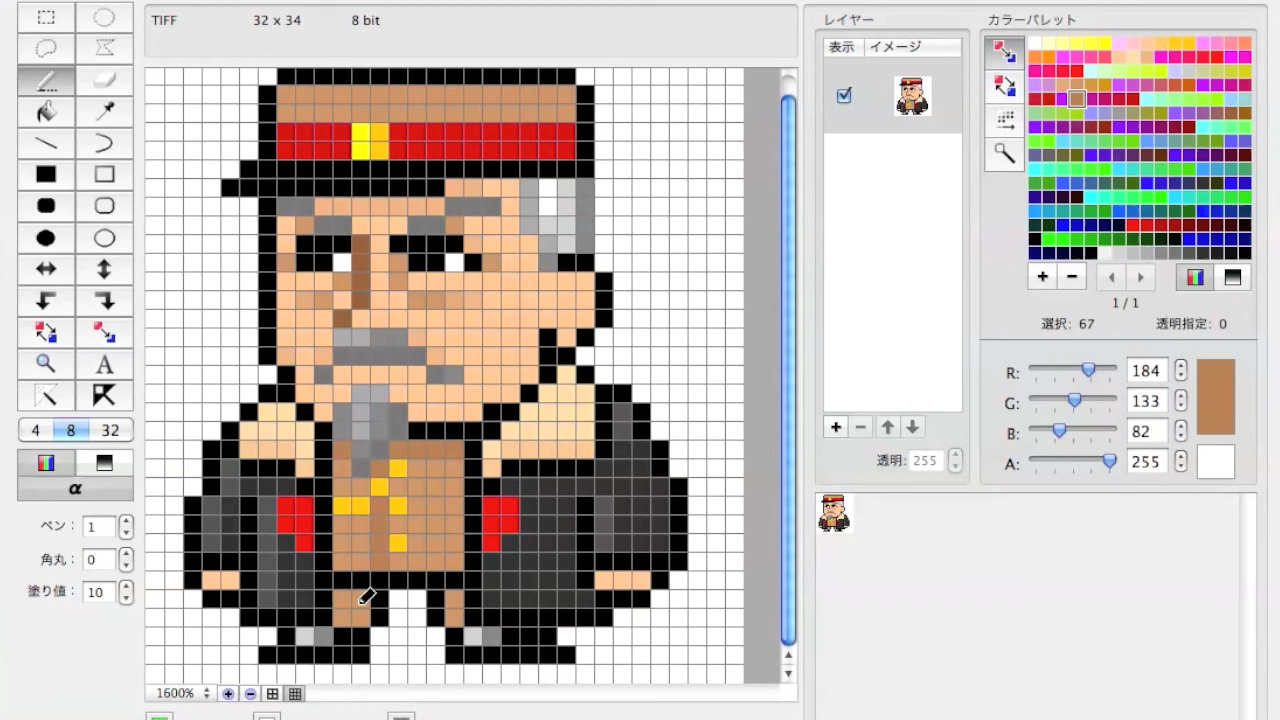 TIFF 32 x 34 8 bit
レイヤー
表示 イメージ
透明: 255
カラーパレット
1 / 1
選択: 67 透明指定: 0
R: 184
G: 133
B: 82
A: 255
A
4 8 32
α
ペン: 1
角丸: 0
塗り値: 10
1600%